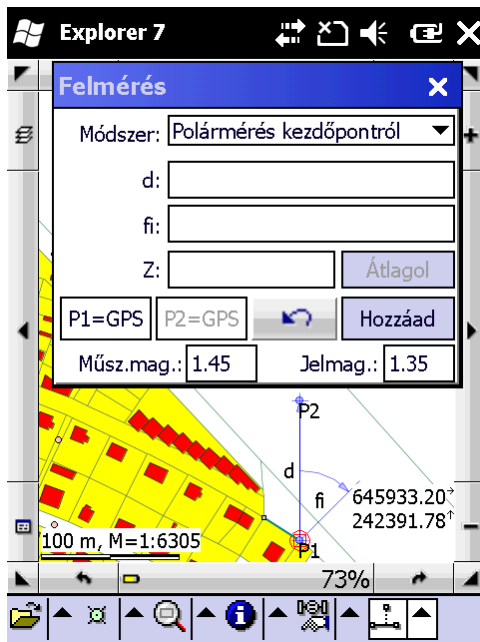 Explorer 7
Felmérés
Módszer: Polármérés kezdőpontról
d:
fi:
Z: Átlagol
P1=GPS P2=GPS Hozzáad
Műsz.mag.: 1.45 Jelmag.: 1.35
P2
d
fi 645933.20
242391.78
100 m, M=1:6305
P1
73%